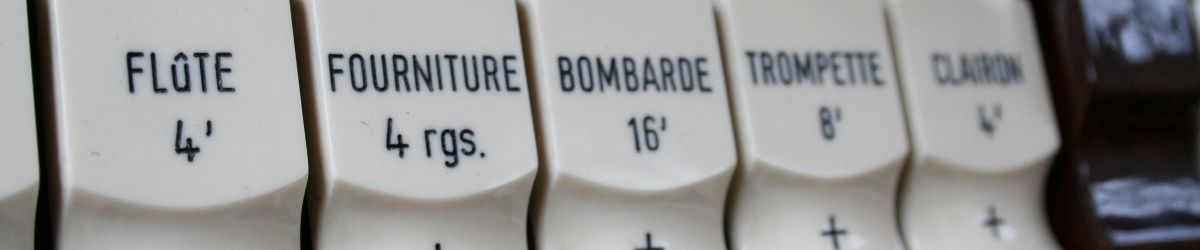 FLûTE
4'
FOURNITURE
4 rgs.
BOMBARDE
16'
+
TROMPETTE
8'
+
CLAIRON
4'
+